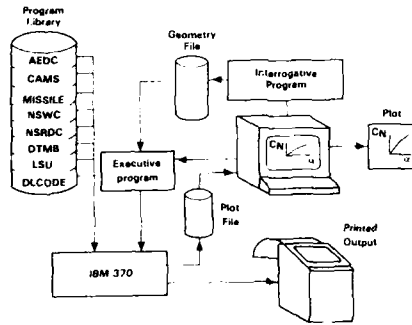 Program
Library
AEDC
CAMS
MISSILE
NSWC
NSRDC
DTMB
LSU
DLCODE
Geometry
File
Interrogative
Program
Executive
program
CN
α
Plot
CN
α
Plot
File
IBM 370
Printed
Output